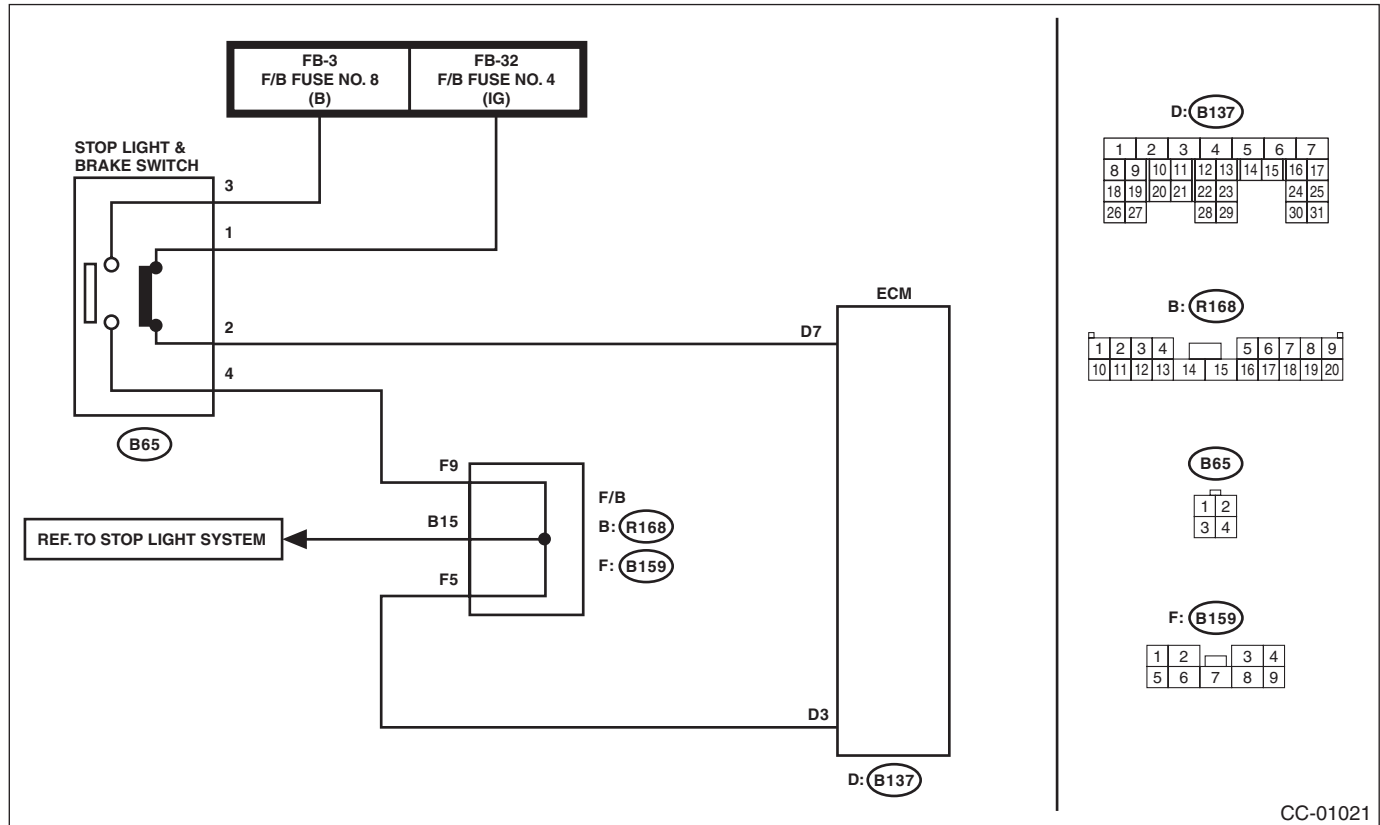 FB-3
F/B FUSE NO. 8
(B)
FB-32
F/B FUSE NO. 4
(IG)
STOP LIGHT &
BRAKE SWITCH
3
1
2
4
B65
ECM
D7
D3
D: B137
F9
B15
F5
F/B
B: R168
F: B159
REF. TO STOP LIGHT SYSTEM
D: B137
1 2 3 4 5 6 7
8 9 10 11 12 13 14 15 16 17
18 19 20 21 22 23 24 25
26 27 28 29 30 31
B: R168
1 2 3 4 5 6 7 8 9
10 11 12 13 14 15 16 17 18 19 20
B65
1 2
3 4
F: B159
1 2 3 4
5 6 7 8 9
CC-01021